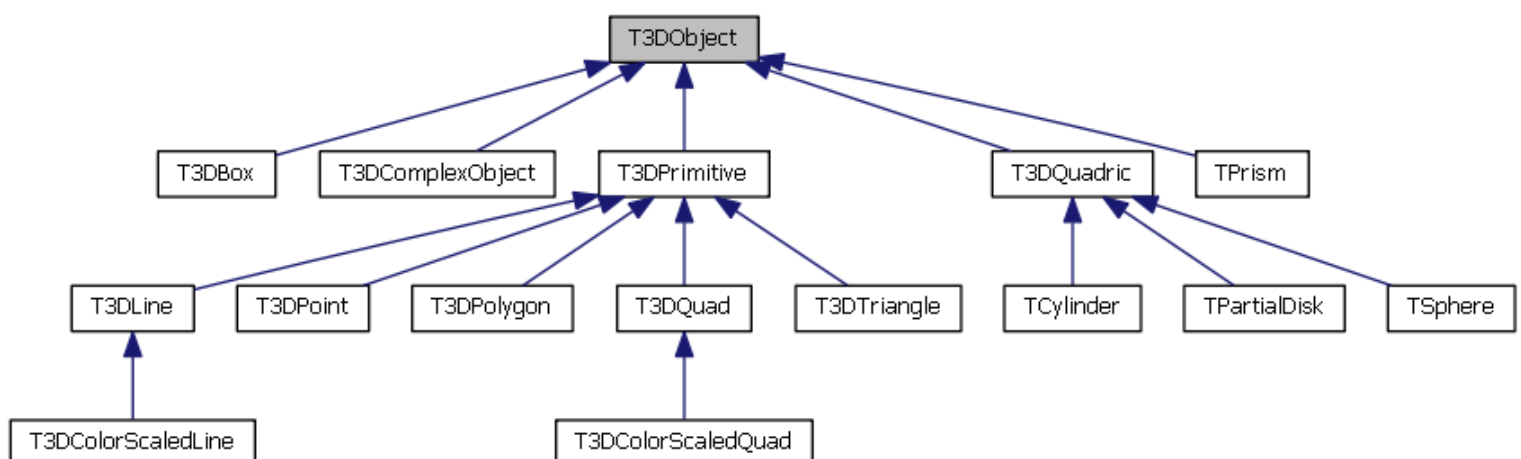 T3DObject
T3DBox
T3DComplexObject
T3DPrimitive
T3DQuadric
TPrism
T3DLine
T3DPoint
T3DPolygon
T3DQuad
T3DTriangle
TCylinder
TPartialDisk
TSphere
T3DColorScaledLine
T3DColorScaledQuad